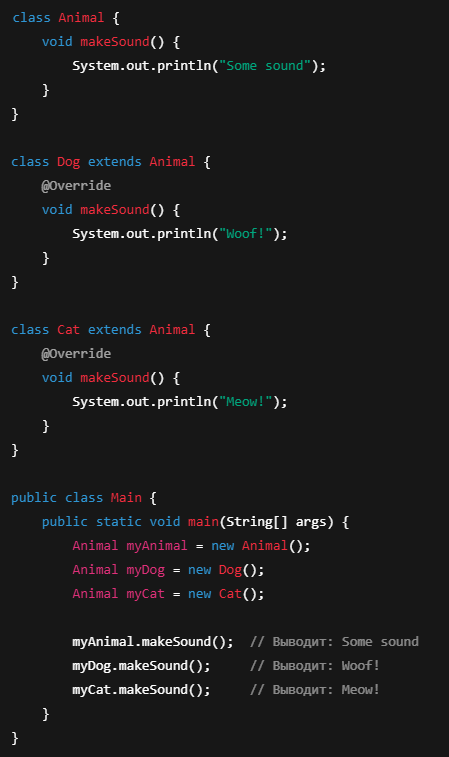 class Animal {
    void makeSound() {
        System.out.println("Some sound");
    }
}

class Dog extends Animal {
    @Override
    void makeSound() {
        System.out.println("Woof!");
    }
}

class Cat extends Animal {
    @Override
    void makeSound() {
        System.out.println("Meow!");
    }
}

public class Main {
    public static void main(String[] args) {
        Animal myAnimal = new Animal();
        Animal myDog = new Dog();
        Animal myCat = new Cat();

        myAnimal.makeSound();  // Выводит: Some sound
        myDog.makeSound();     // Выводит: Woof!
        myCat.makeSound();     // Выводит: Meow!
    }
}